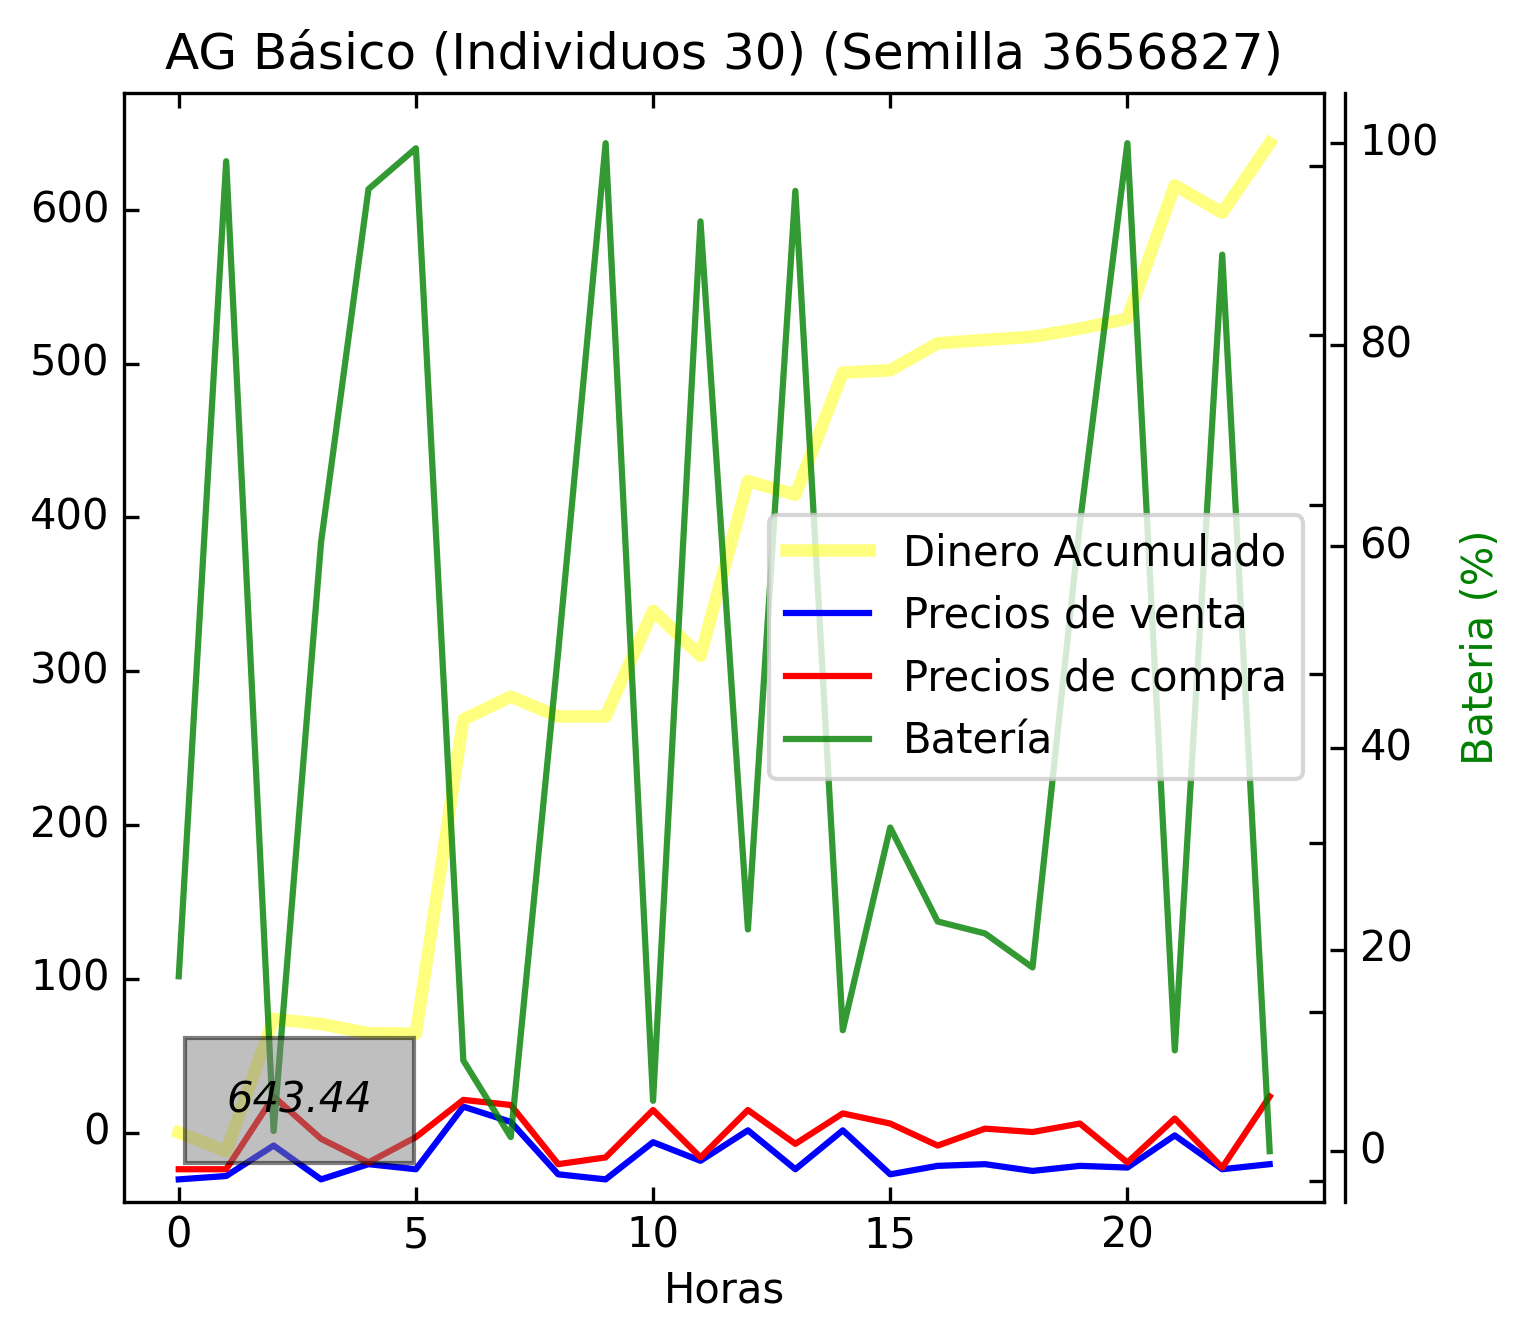 AG Básico (Individuos 30) (Semilla 3656827)
600
500
400
300
200
100
0
100
80
60
40
20
0
Bateria (%)
Dinero Acumulado
Precios de venta
Precios de compra
Batería
643.44
0 5 10 15 20
Horas